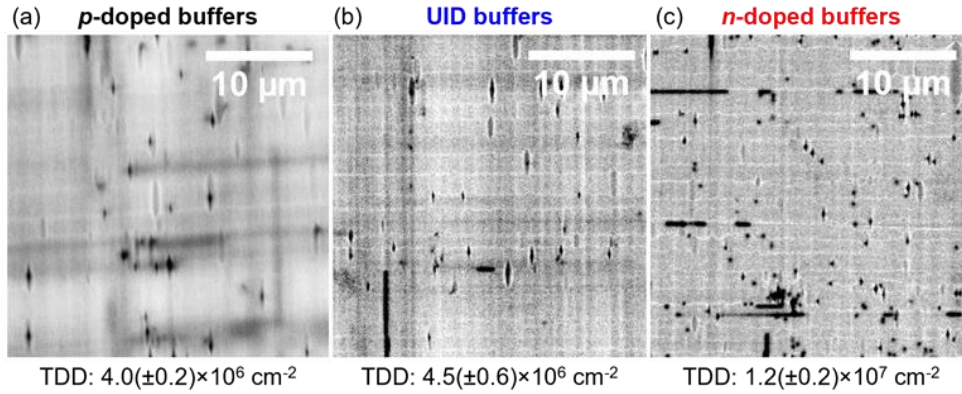 (a) p-doped buffers
(b) UID buffers
(c) n-doped buffers
10 μm
10 μm
10 μm
TDD: 4.0(±0.2)×10⁶ cm⁻²
TDD: 4.5(±0.6)×10⁶ cm⁻²
TDD: 1.2(±0.2)×10⁷ cm⁻²